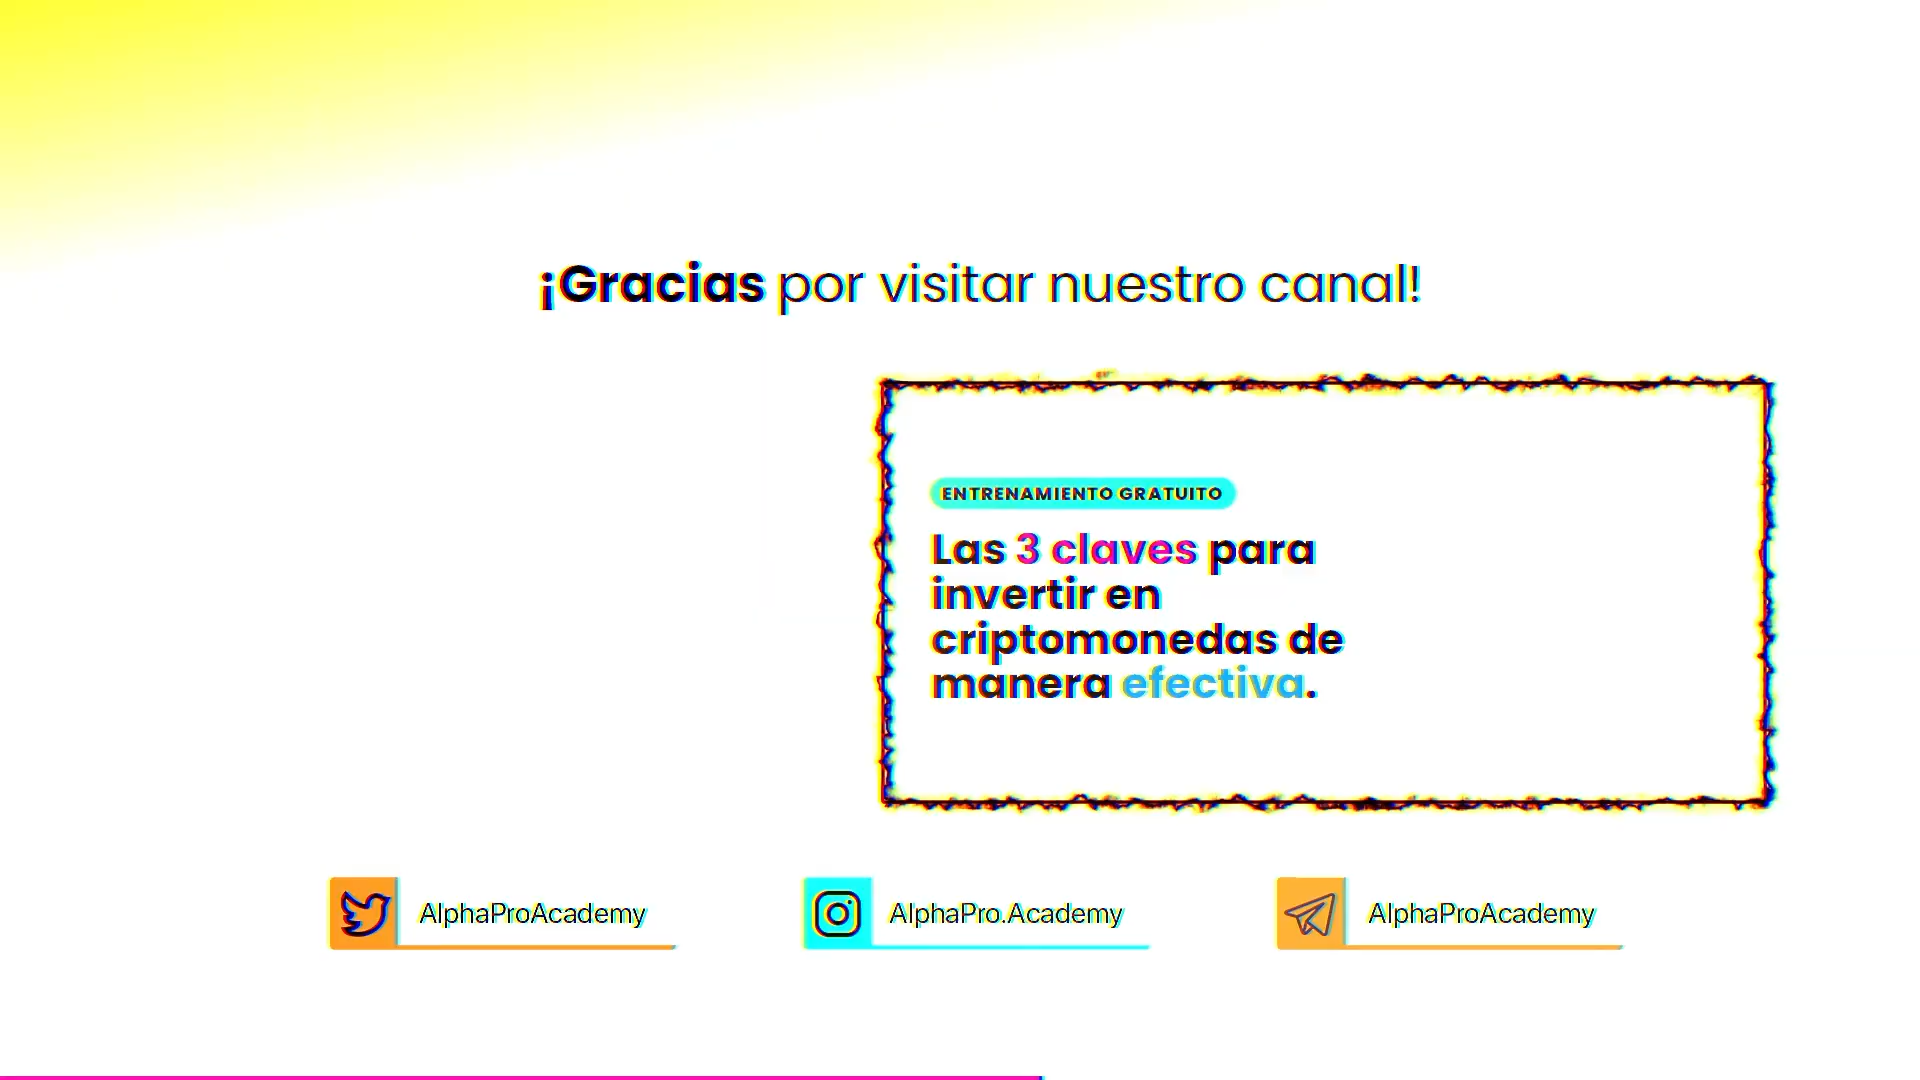 ¡Gracias por visitar nuestro canal!
ENTRENAMIENTO GRATUITO
Las 3 claves para
invertir en
criptomonedas de
manera efectiva.
AlphaProAcademy
AlphaPro.Academy
AlphaProAcademy